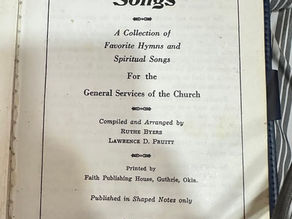 Songs
A Collection of
Favorite Hymns and
Spiritual Songs
For the
General Services of the Church
Compiled and Arranged by
RUTHE BYERS
LAWRENCE D. PRUITT
Printed by
Faith Publishing House, Guthrie, Okla.
Published in Shaped Notes only